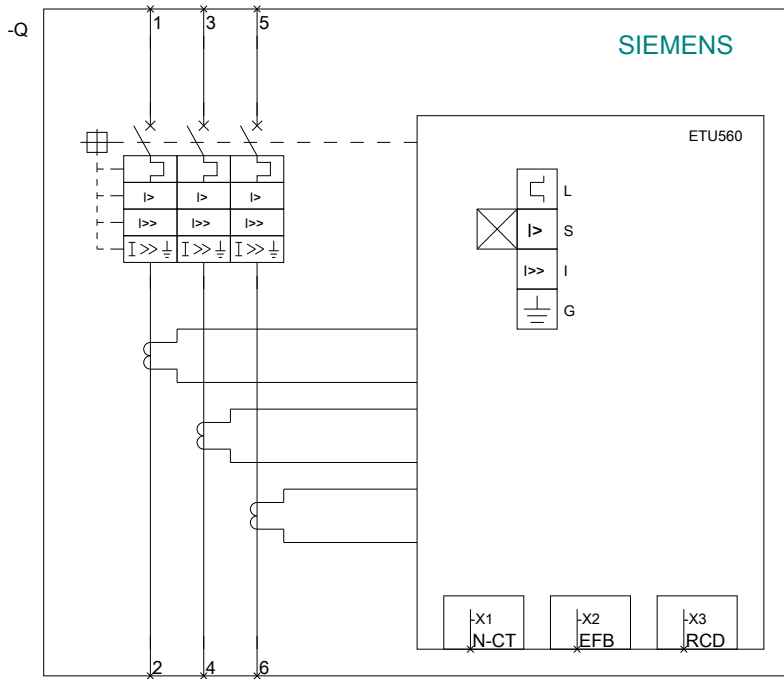 -Q
1 3 5
SIEMENS
ETU560
I> I> I>
I>> I>> I>>
I>> I>> I>>
L
I> S
I>> I
G
-X1 -X2 -X3
N-CT EFB RCD
2 4 6